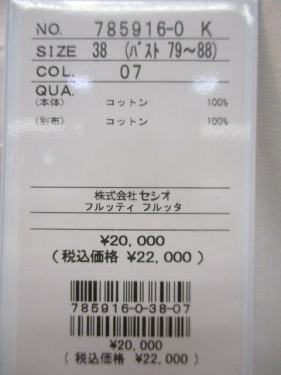 NO. 785916-0 K
SIZE 38 (バスト 79〜88)
COL. 07
QUA.
(本体) コットン 100%
(別布) コットン 100%
株式会社セシオ
フルッティ フルッタ
¥20,000
(税込価格 ¥22,000)
785916-0-38-07
¥20,000
(税込価格 ¥22,000)